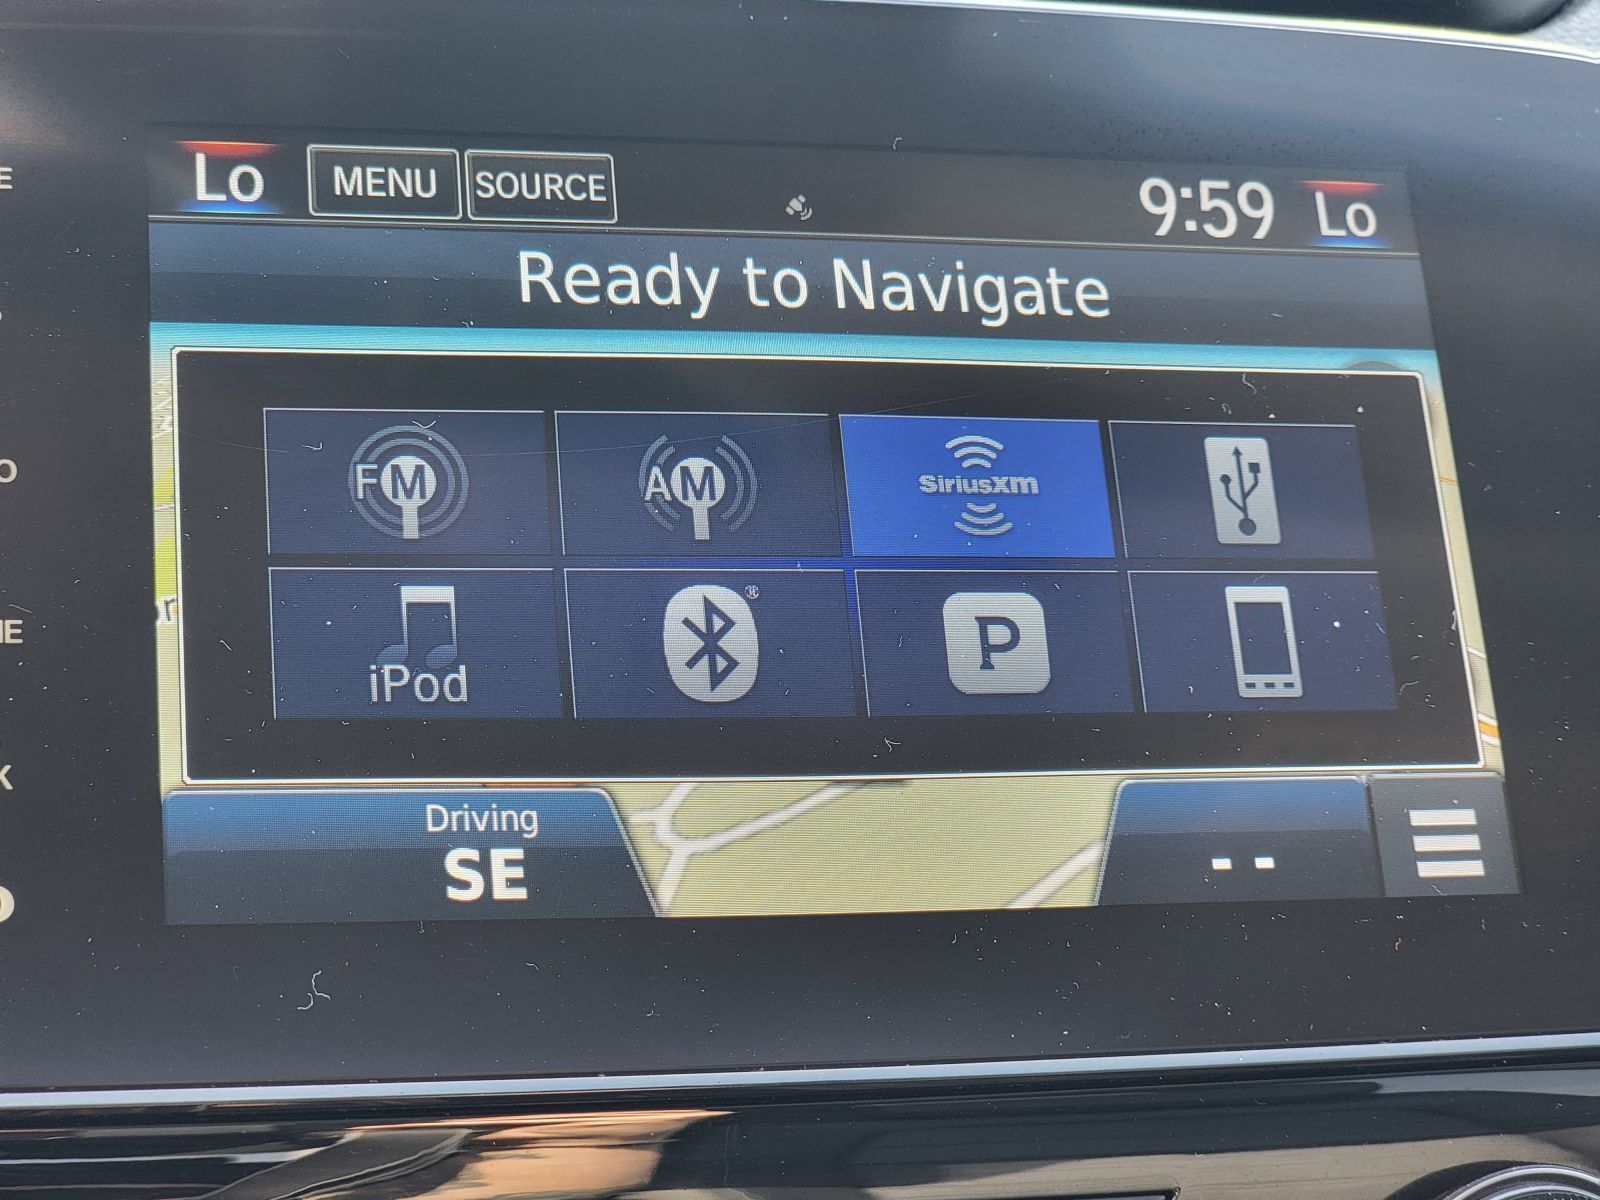 Lo MENU SOURCE 9:59 Lo
Ready to Navigate
FM AM SiriusXM
iPod P
Driving
SE --